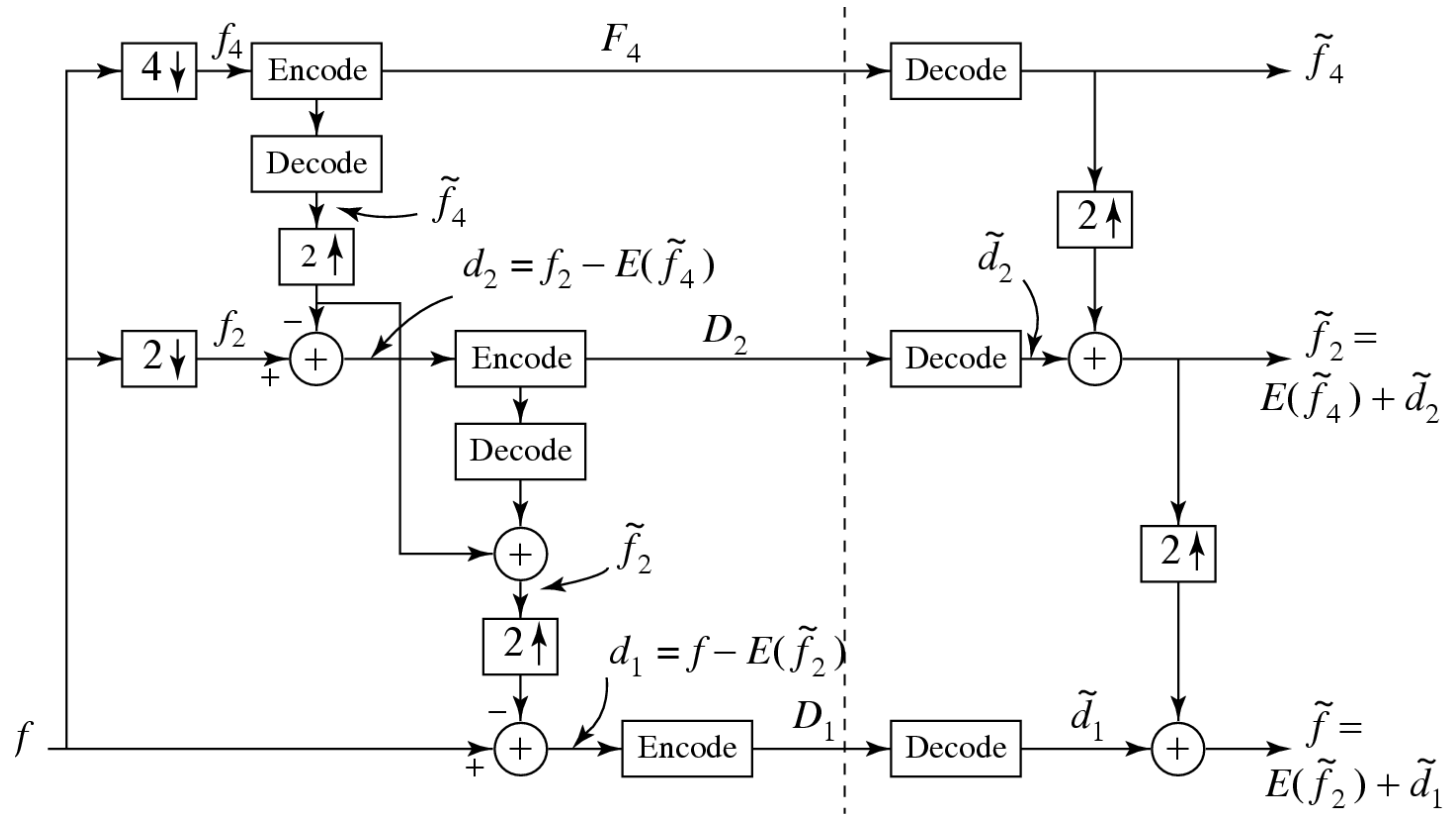 4↓ f₄ Encode F₄ Decode f̃₄
Decode
f̃₄
2↑ 2↑
d₂ = f₂ − E(f̃₄) d̃₂
2↓ f₂ − + + Encode D₂ Decode + f̃₂ =
E(f̃₄) + d̃₂
Decode
+ f̃₂ 2↑
2↑ d₁ = f − E(f̃₂)
f − + + Encode D₁ Decode d̃₁ + f̃ =
E(f̃₂) + d̃₁